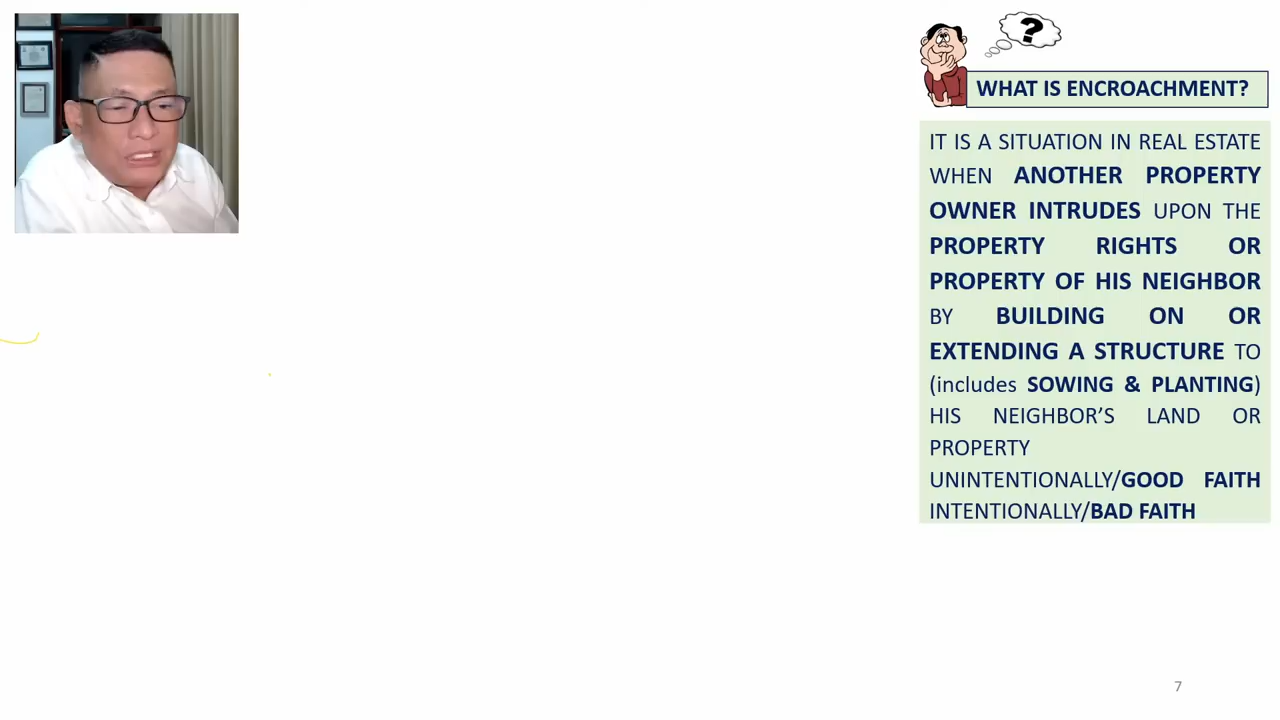 ?
WHAT IS ENCROACHMENT?
IT IS A SITUATION IN REAL ESTATE
WHEN ANOTHER PROPERTY
OWNER INTRUDES UPON THE
PROPERTY RIGHTS OR
PROPERTY OF HIS NEIGHBOR
BY BUILDING ON OR
EXTENDING A STRUCTURE TO
(includes SOWING & PLANTING)
HIS NEIGHBOR’S LAND OR
PROPERTY
UNINTENTIONALLY/GOOD FAITH
INTENTIONALLY/BAD FAITH
7